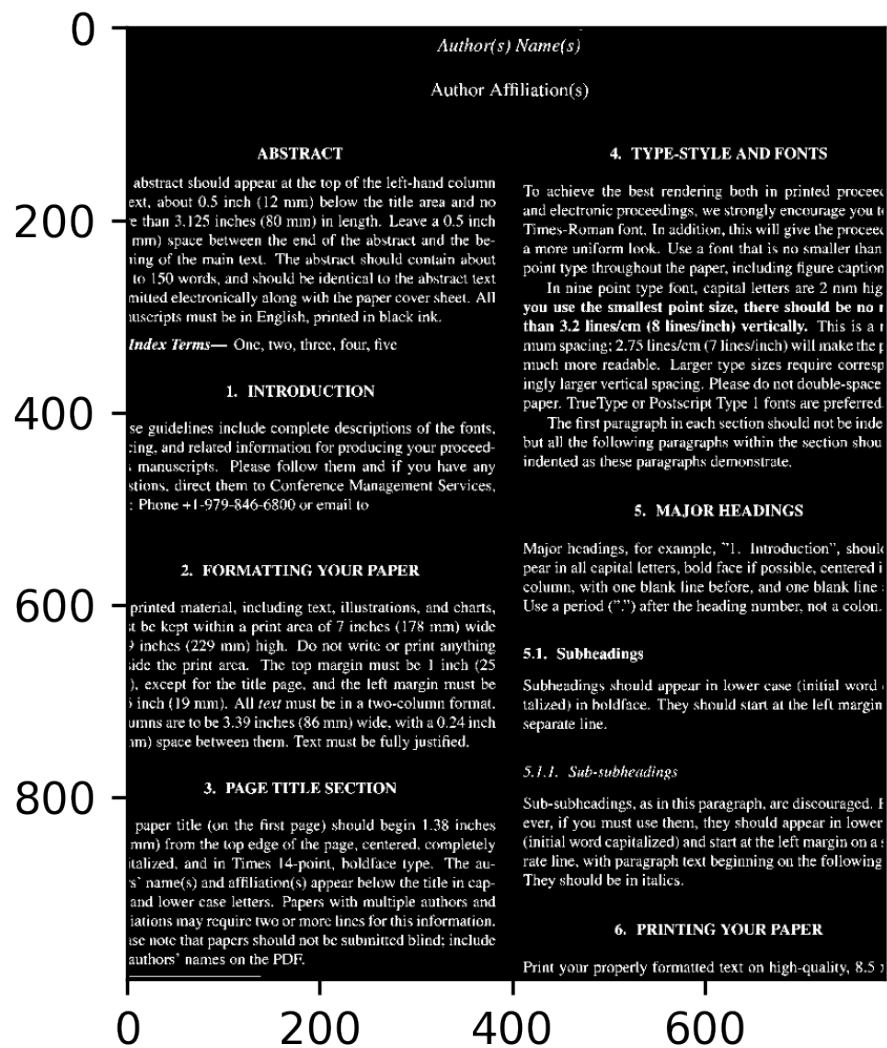 0
200
400
600
800
0
200
400
600
Author(s) Name(s)
Author Affiliation(s)
ABSTRACT
abstract should appear at the top of the left-hand column
ext, about 0.5 inch (12 mm) below the title area and no
e than 3.125 inches (80 mm) in length. Leave a 0.5 inch
mm) space between the end of the abstract and the be-
ning of the main text. The abstract should contain about
to 150 words, and should be identical to the abstract text
mitted electronically along with the paper cover sheet. All
uscripts must be in English, printed in black ink.
Index Terms— One, two, three, four, five
1. INTRODUCTION
se guidelines include complete descriptions of the fonts,
cing, and related information for producing your proceed-
manuscripts. Please follow them and if you have any
stions, direct them to Conference Management Services,
: Phone +1-979-846-6800 or email to
2. FORMATTING YOUR PAPER
printed material, including text, illustrations, and charts,
t be kept within a print area of 7 inches (178 mm) wide
9 inches (229 mm) high. Do not write or print anything
ide the print area. The top margin must be 1 inch (25
), except for the title page, and the left margin must be
inch (19 mm). All text must be in a two-column format.
umns are to be 3.39 inches (86 mm) wide, with a 0.24 inch
mm) space between them. Text must be fully justified.
3. PAGE TITLE SECTION
paper title (on the first page) should begin 1.38 inches
mm) from the top edge of the page, centered, completely
italized, and in Times 14-point, boldface type. The au-
rs' name(s) and affiliation(s) appear below the title in cap-
and lower case letters. Papers with multiple authors and
iations may require two or more lines for this information.
se note that papers should not be submitted blind; include
authors' names on the PDF.
4. TYPE-STYLE AND FONTS
To achieve the best rendering both in printed proceed
and electronic proceedings, we strongly encourage you t
Times-Roman font. In addition, this will give the proceed
a more uniform look. Use a font that is no smaller than
point type throughout the paper, including figure caption
In nine point type font, capital letters are 2 mm hig
you use the smallest point size, there should be no
than 3.2 lines/cm (8 lines/inch) vertically. This is a
mum spacing; 2.75 lines/cm (7 lines/inch) will make the p
much more readable. Larger type sizes require corresp
ingly larger vertical spacing. Please do not double-space
paper. TrueType or Postscript Type 1 fonts are preferred
The first paragraph in each section should not be inde
but all the following paragraphs within the section shou
indented as these paragraphs demonstrate.
5. MAJOR HEADINGS
Major headings, for example, "1. Introduction", shoul
pear in all capital letters, bold face if possible, centered i
column, with one blank line before, and one blank line
Use a period (".") after the heading number, not a colon.
5.1. Subheadings
Subheadings should appear in lower case (initial word
talized) in boldface. They should start at the left margin
separate line.
5.1.1. Sub-subheadings
Sub-subheadings, as in this paragraph, are discouraged. H
ever, if you must use them, they should appear in lower
(initial word capitalized) and start at the left margin on a s
rate line, with paragraph text beginning on the following
They should be in italics.
6. PRINTING YOUR PAPER
Print your properly formatted text on high-quality, 8.5